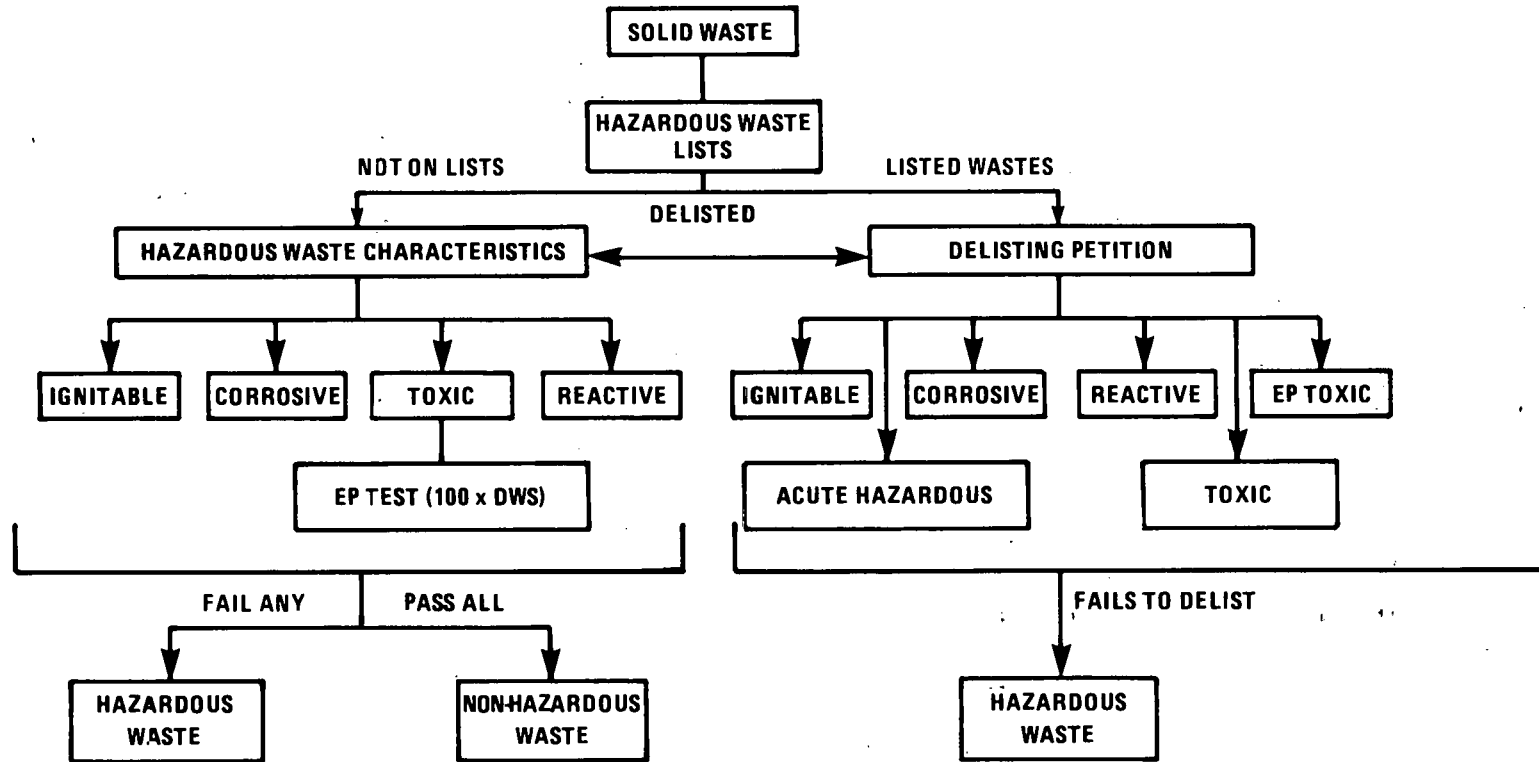 SOLID WASTE
HAZARDOUS WASTE
LISTS
NOT ON LISTS
LISTED WASTES
DELISTED
HAZARDOUS WASTE CHARACTERISTICS
DELISTING PETITION
IGNITABLE
CORROSIVE
TOXIC
REACTIVE
IGNITABLE
CORROSIVE
REACTIVE
EP TOXIC
EP TEST (100 x DWS)
ACUTE HAZARDOUS
TOXIC
FAIL ANY
PASS ALL
FAILS TO DELIST
HAZARDOUS
WASTE
NON-HAZARDOUS
WASTE
HAZARDOUS
WASTE